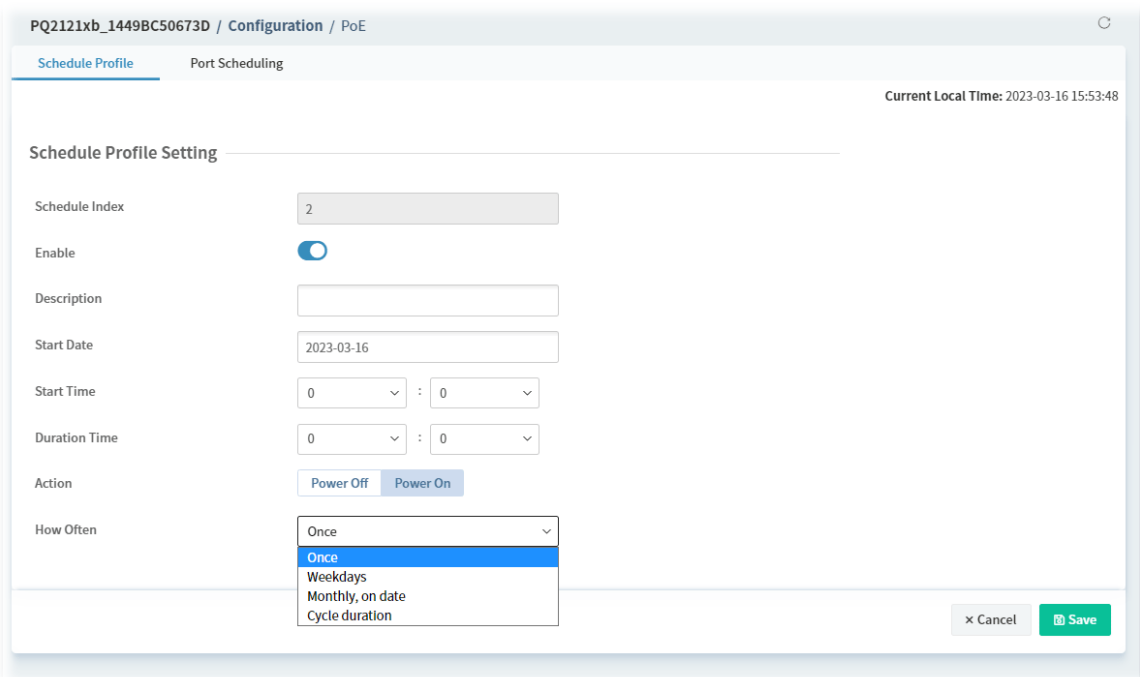 PQ2121xb_1449BC50673D / Configuration / PoE
Schedule Profile Port Scheduling
Current Local Time: 2023-03-16 15:53:48
Schedule Profile Setting
Schedule Index 2
Enable
Description
Start Date 2023-03-16
Start Time 0 : 0
Duration Time 0 : 0
Action Power Off Power On
How Often Once
Once
Weekdays
Monthly, on date
Cycle duration
× Cancel Save